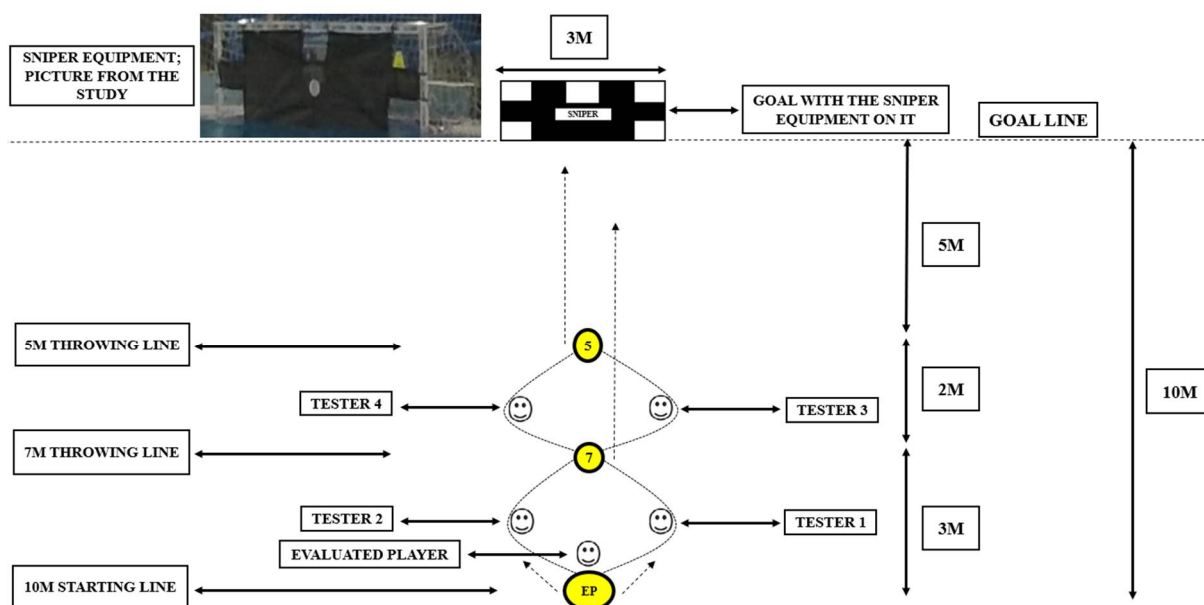 3M
SNIPER EQUIPMENT;
PICTURE FROM THE
STUDY
SNIPER
GOAL WITH THE SNIPER
EQUIPMENT ON IT
GOAL LINE
5M
5M THROWING LINE
5
TESTER 4
TESTER 3
2M
10M
7M THROWING LINE
7
TESTER 2
TESTER 1
3M
EVALUATED PLAYER
10M STARTING LINE
EP